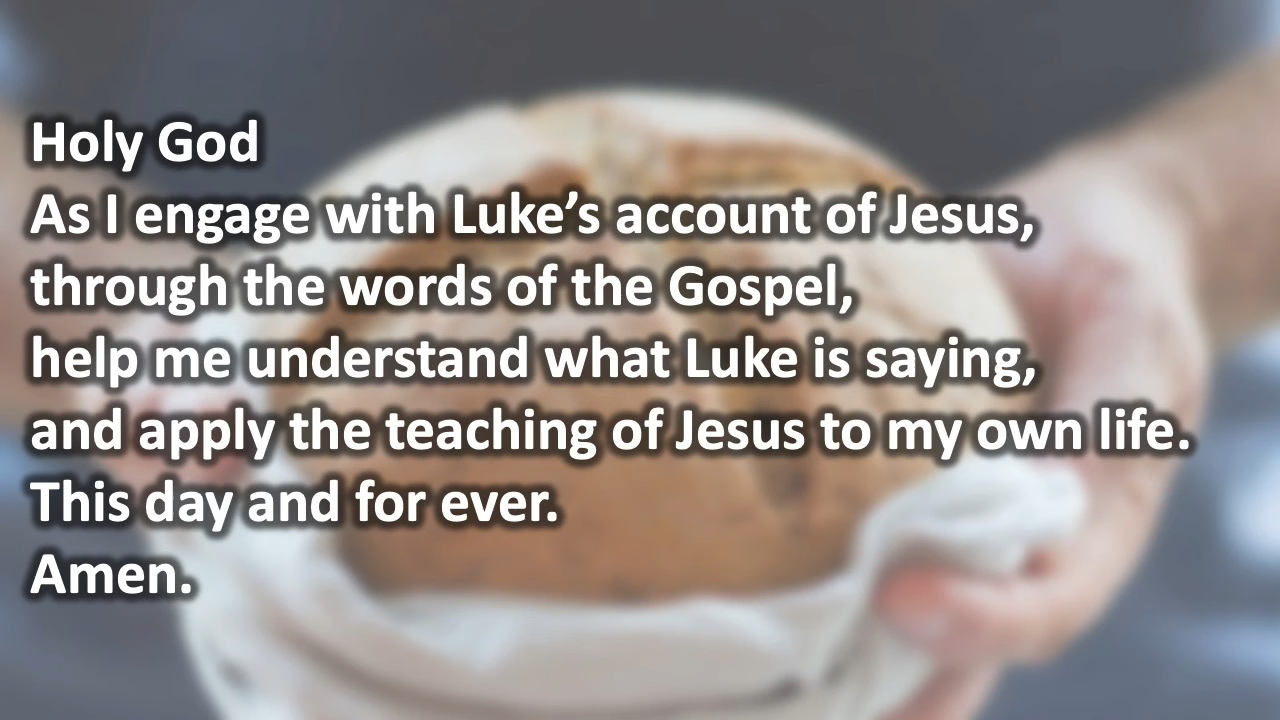 Holy God
As I engage with Luke’s account of Jesus,
through the words of the Gospel,
help me understand what Luke is saying,
and apply the teaching of Jesus to my own life.
This day and for ever.
Amen.